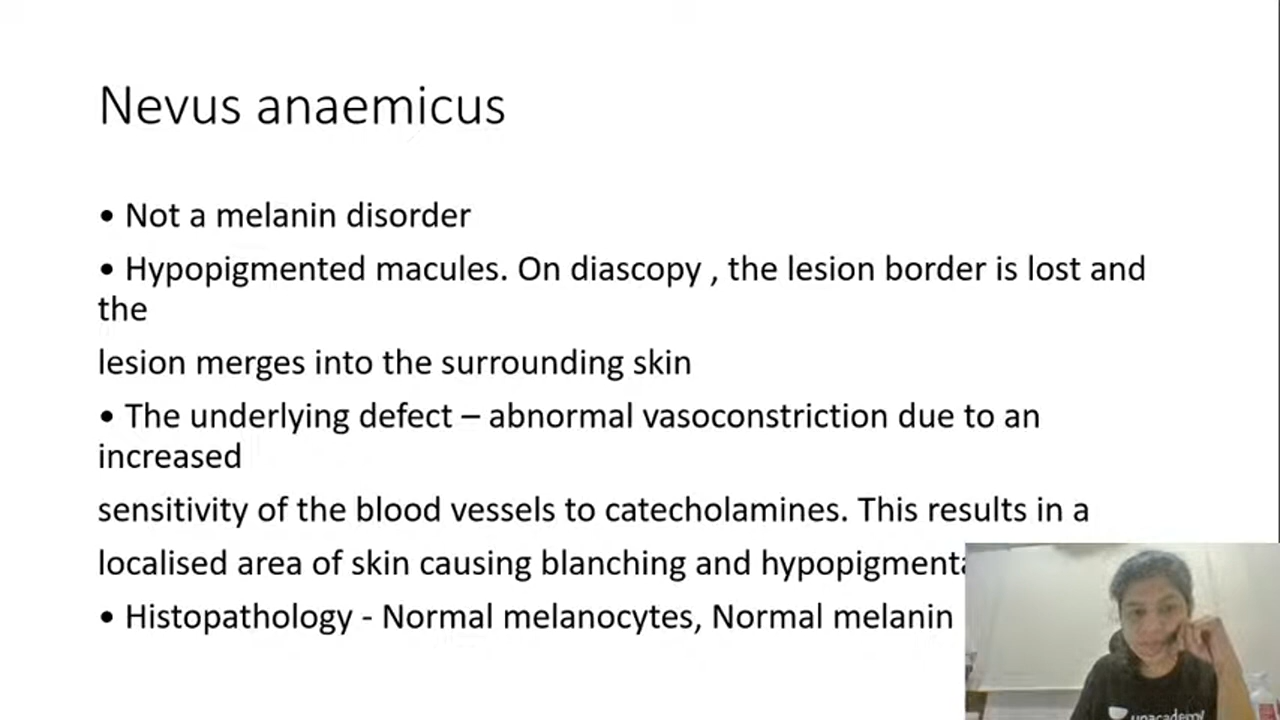 Nevus anaemicus
• Not a melanin disorder
• Hypopigmented macules. On diascopy , the lesion border is lost and
the
lesion merges into the surrounding skin
• The underlying defect – abnormal vasoconstriction due to an
increased
sensitivity of the blood vessels to catecholamines. This results in a
localised area of skin causing blanching and
• Histopathology - Normal melanocytes, Normal melanin